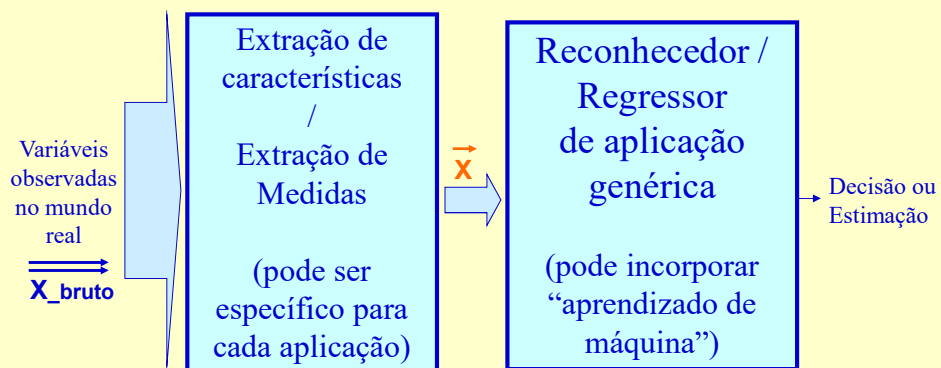 Variáveis
observadas
no mundo
real
X_bruto
Extração de
características
/
Extração de
Medidas
(pode ser
específico para
cada aplicação)
X
Reconhecedor /
Regressor
de aplicação
genérica
(pode incorporar
“aprendizado de
máquina”)
Decisão ou
Estimação